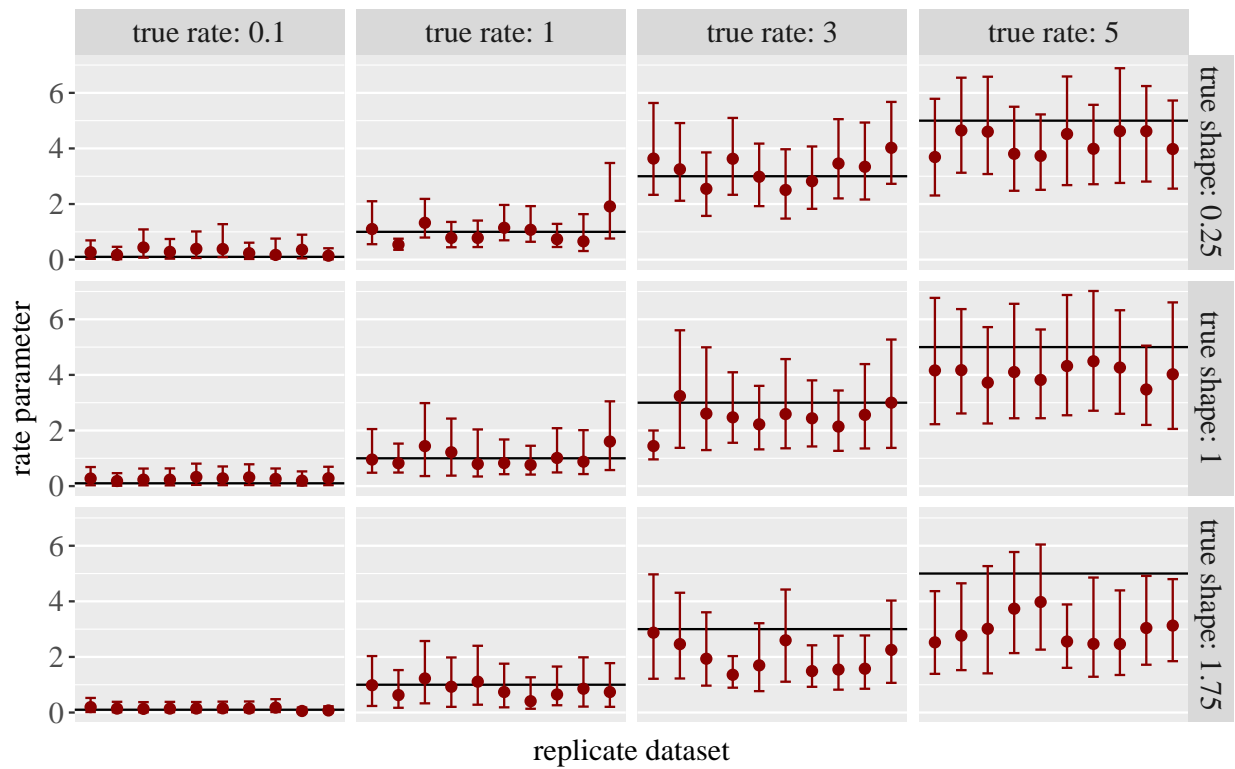 true rate: 0.1
true rate: 1
true rate: 3
true rate: 5
6
4
2
0
true shape: 0.25
6
4
2
0
true shape: 1
6
4
2
0
true shape: 1.75
rate parameter
replicate dataset